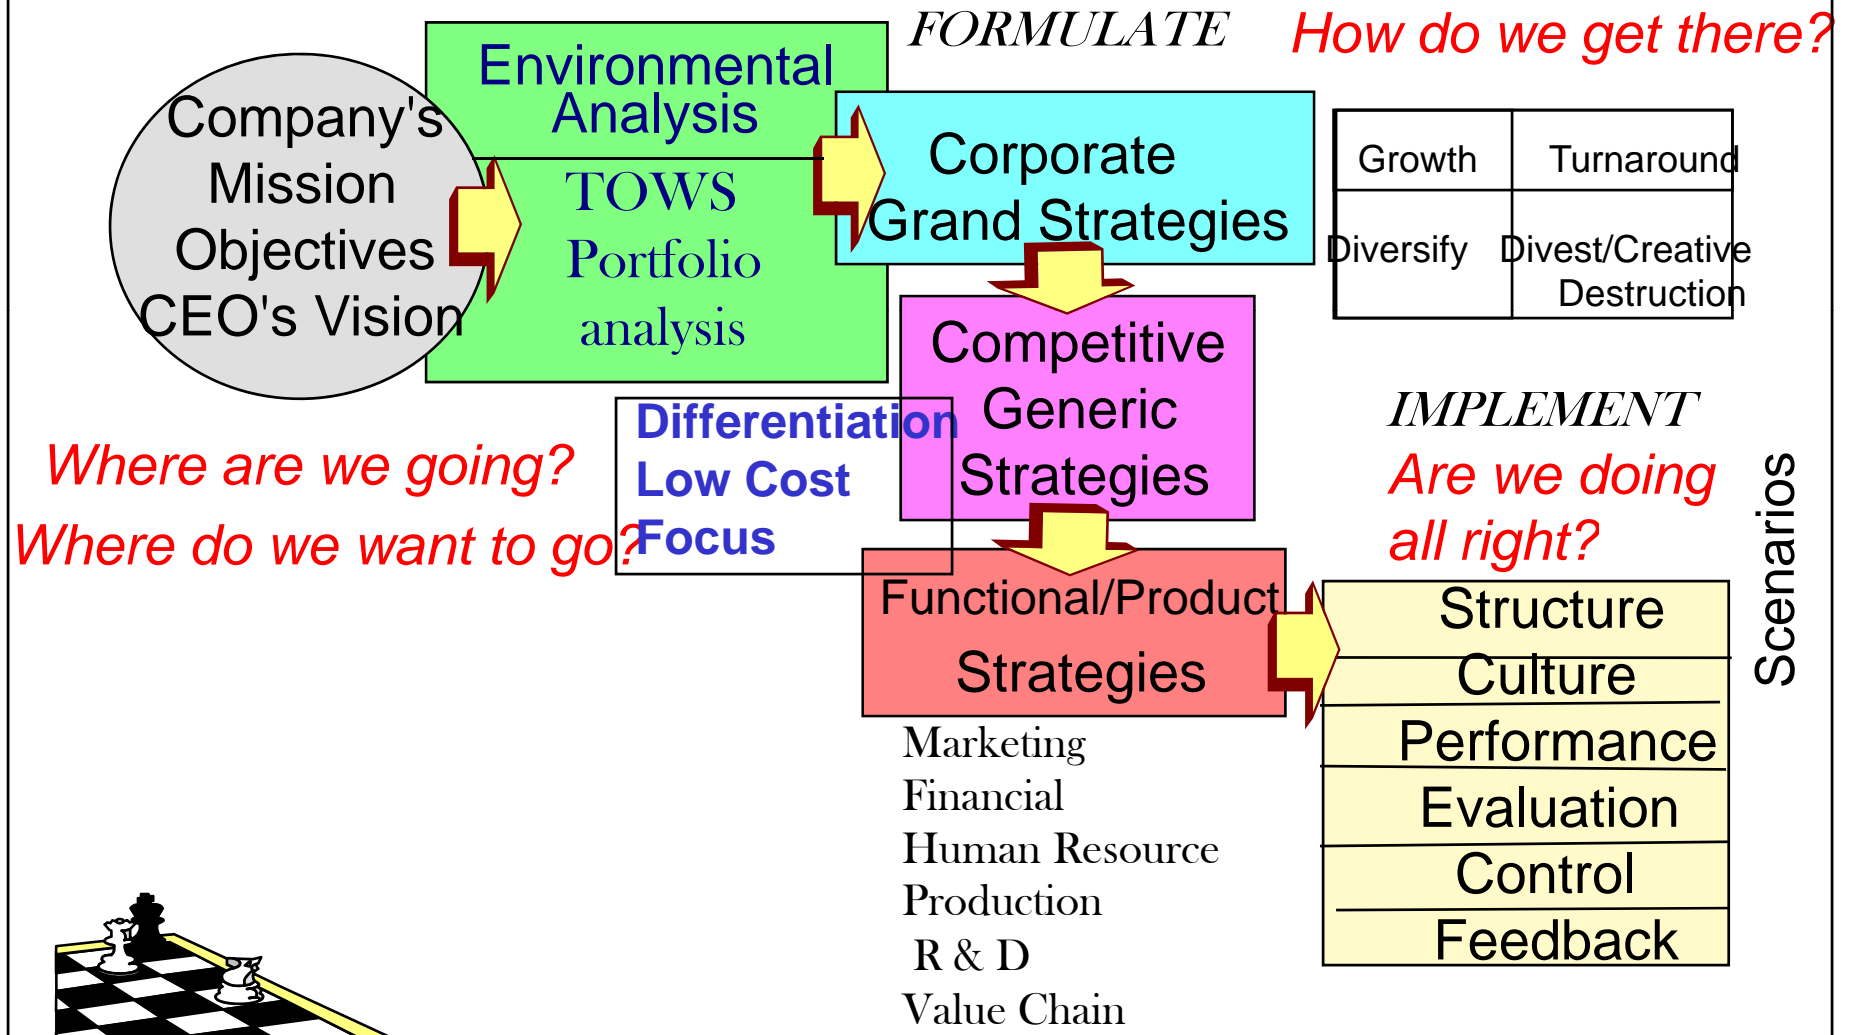 FORMULATE
How do we get there?
Company's
Mission
Objectives
CEO's Vision
Environmental
Analysis
TOWS
Portfolio
analysis
Corporate
Grand Strategies
Growth
Turnaround
Diversify
Divest/Creative
Destruction
Competitive
Generic
Strategies
Differentiation
Low Cost
Focus
Where are we going?
Where do we want to go?
IMPLEMENT
Are we doing
all right?
Scenarios
Functional/Product
Strategies
Marketing
Financial
Human Resource
Production
R & D
Value Chain
Structure
Culture
Performance
Evaluation
Control
Feedback